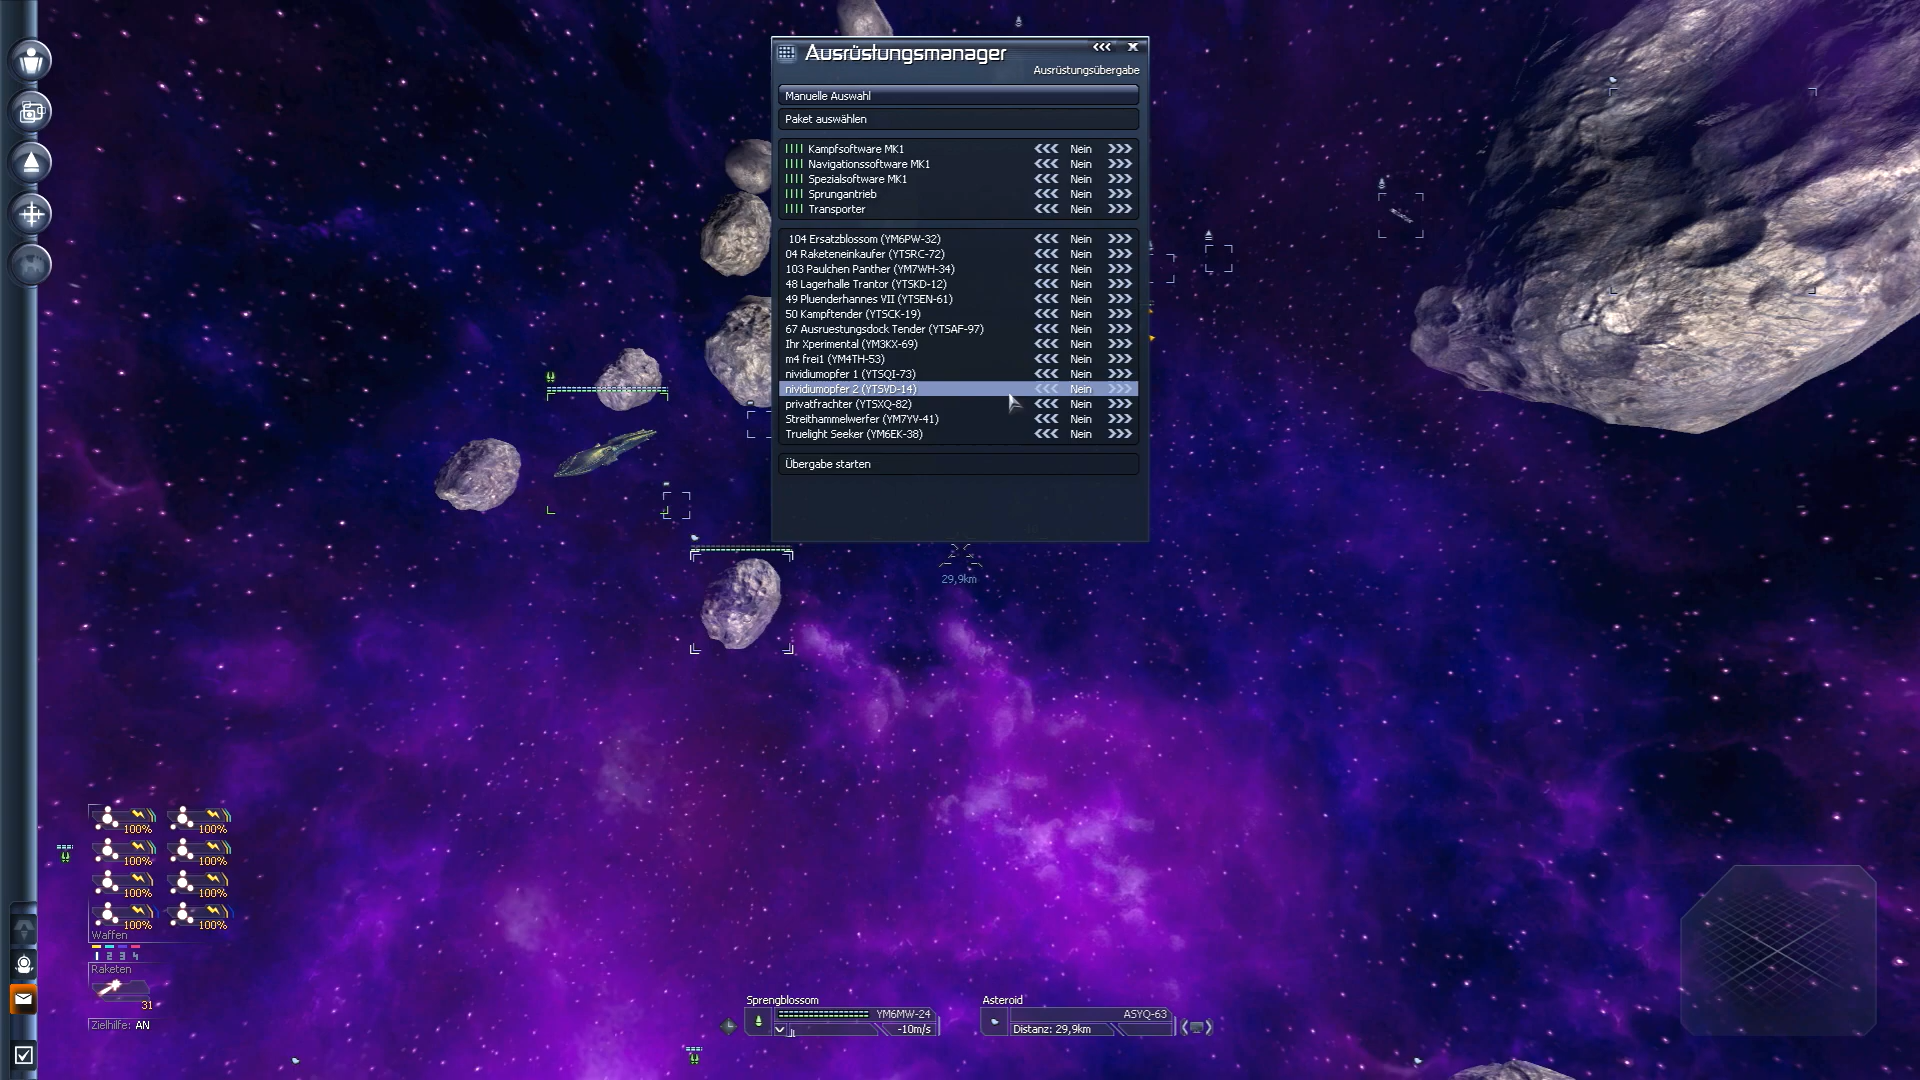 Ausrüstungsmanager
Ausrüstungsübergabe
Manuelle Auswahl
Paket auswählen
Kampfsoftware MK1 Nein
Navigationssoftware MK1 Nein
Spezialsoftware MK1 Nein
Sprungantrieb Nein
Transporter Nein
104 Ersatzblossom (YM6PW-32) Nein
04 Raketeneinkaufer (YTSRC-72) Nein
103 Paulchen Panther (YM7WH-34) Nein
48 Lagerhalle Trantor (YTSKD-12) Nein
49 Pluenderhannes VII (YTSEN-61) Nein
50 Kampftender (YTSCK-19) Nein
67 Ausruestungsdock Tender (YTSAF-97) Nein
Ihr Xperimental (YM3KX-69) Nein
m4 frei1 (YM4TH-53) Nein
nividiumopfer 1 (YTSQI-73) Nein
nividiumopfer 2 (YTSVD-14) Nein
privatfrachter (YTSXQ-82) Nein
Streithammelwerfer (YM7YV-41) Nein
Truelight Seeker (YM6EK-38) Nein
Übergabe starten
29,9km
100% 100%
100% 100%
100% 100%
100% 100%
Waffen
1 2 3 4
Raketen
31
Zielhilfe: AN
Sprengblossom
YM6MW-24
-10m/s
Asteroid
ASYQ-63
Distanz: 29,9km